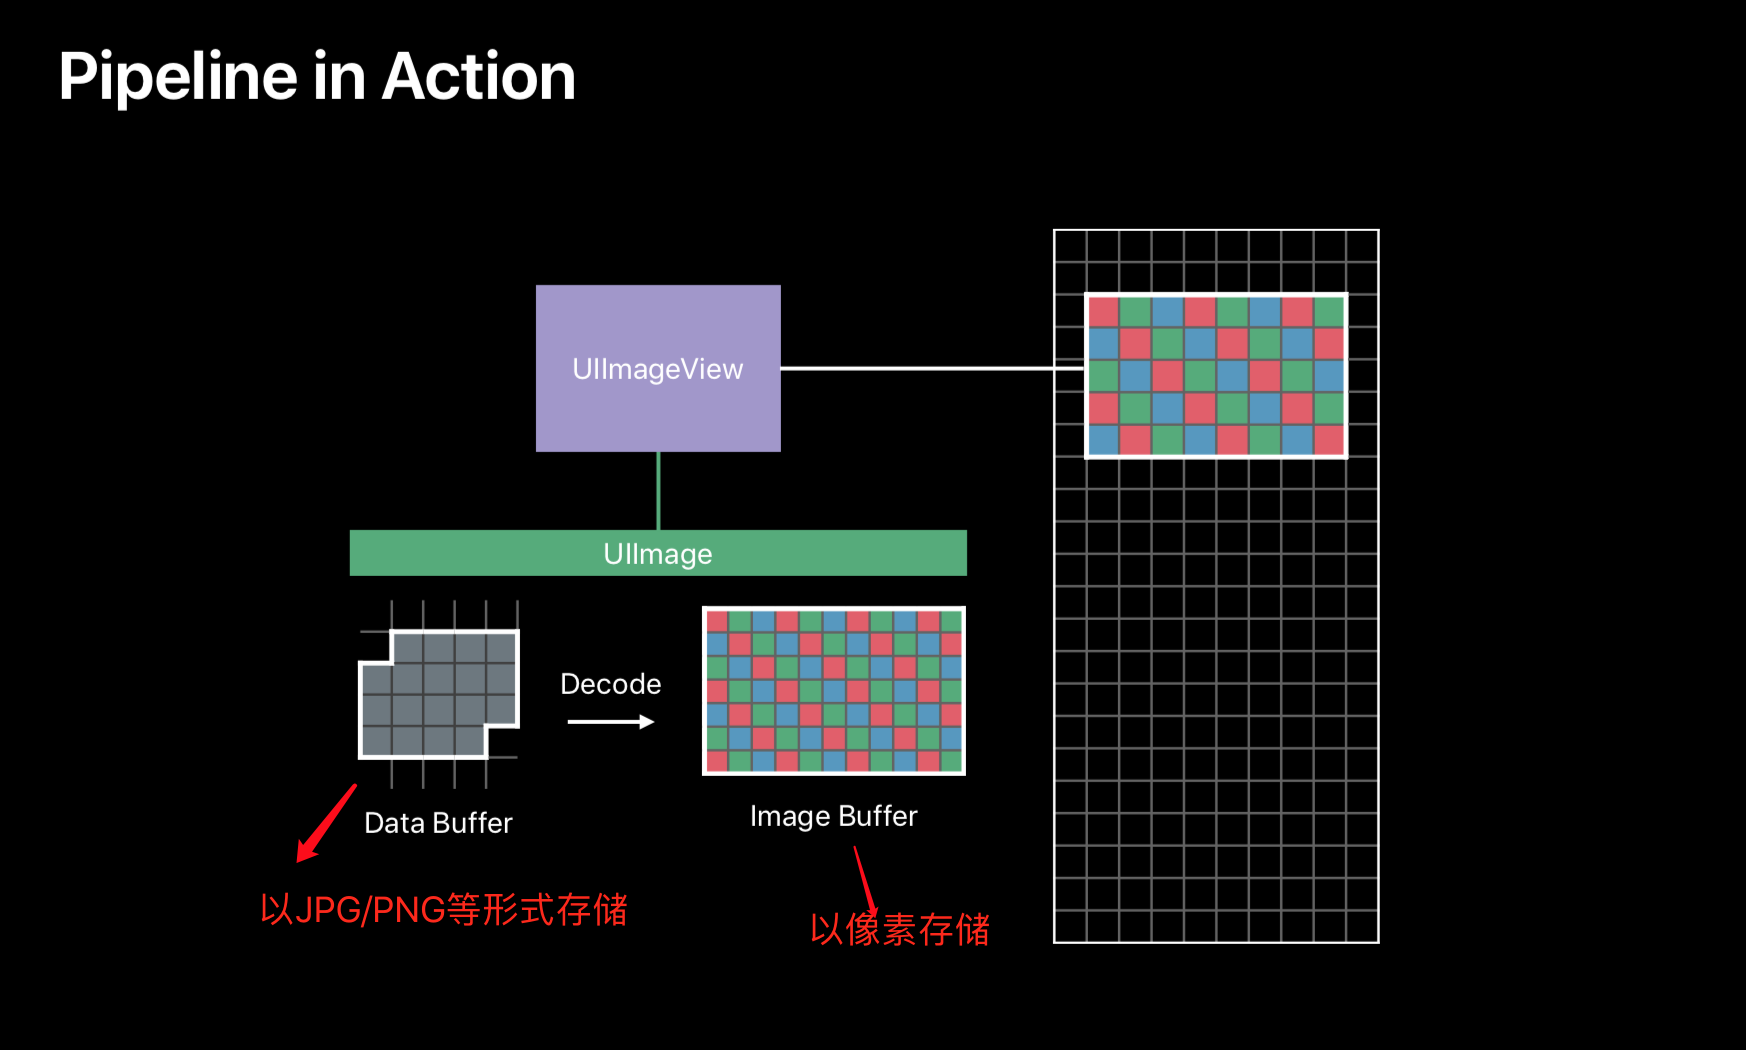 Pipeline in Action
UIImageView
UIImage
Decode
Data Buffer
Image Buffer
以JPG/PNG等形式存储
以像素存储